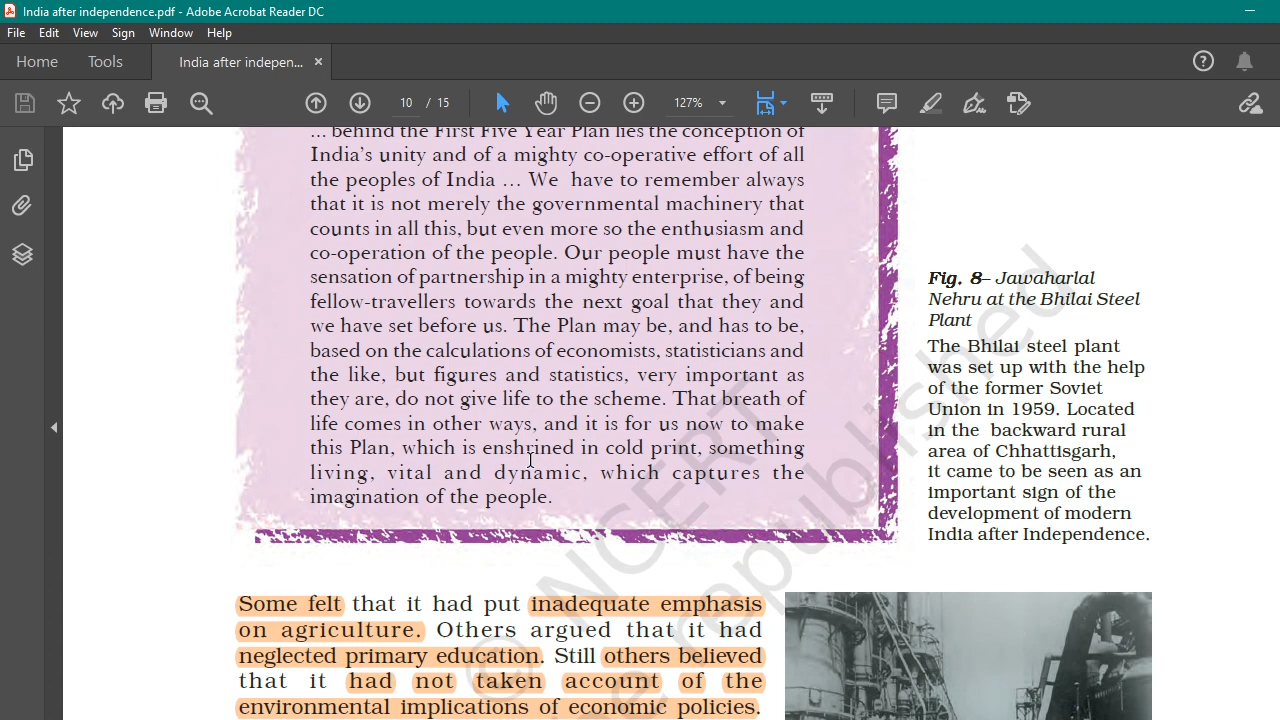 India after independence.pdf - Adobe Acrobat Reader DC
File Edit View Sign Window Help
Home Tools India after indepen... ×
10 / 15 127%
... behind the First Five Year Plan lies the conception of
India's unity and of a mighty co-operative effort of all
the peoples of India ... We have to remember always
that it is not merely the governmental machinery that
counts in all this, but even more so the enthusiasm and
co-operation of the people. Our people must have the
sensation of partnership in a mighty enterprise, of being
fellow-travellers towards the next goal that they and
we have set before us. The Plan may be, and has to be,
based on the calculations of economists, statisticians and
the like, but figures and statistics, very important as
they are, do not give life to the scheme. That breath of
life comes in other ways, and it is for us now to make
this Plan, which is enshrined in cold print, something
living, vital and dynamic, which captures the
imagination of the people.
Fig. 8– Jawaharlal
Nehru at the Bhilai Steel
Plant
The Bhilai steel plant
was set up with the help
of the former Soviet
Union in 1959. Located
in the backward rural
area of Chhattisgarh,
it came to be seen as an
important sign of the
development of modern
India after Independence.
Some felt that it had put inadequate emphasis
on agriculture. Others argued that it had
neglected primary education. Still others believed
that it had not taken account of the
environmental implications of economic policies.
© NCERT
be republished